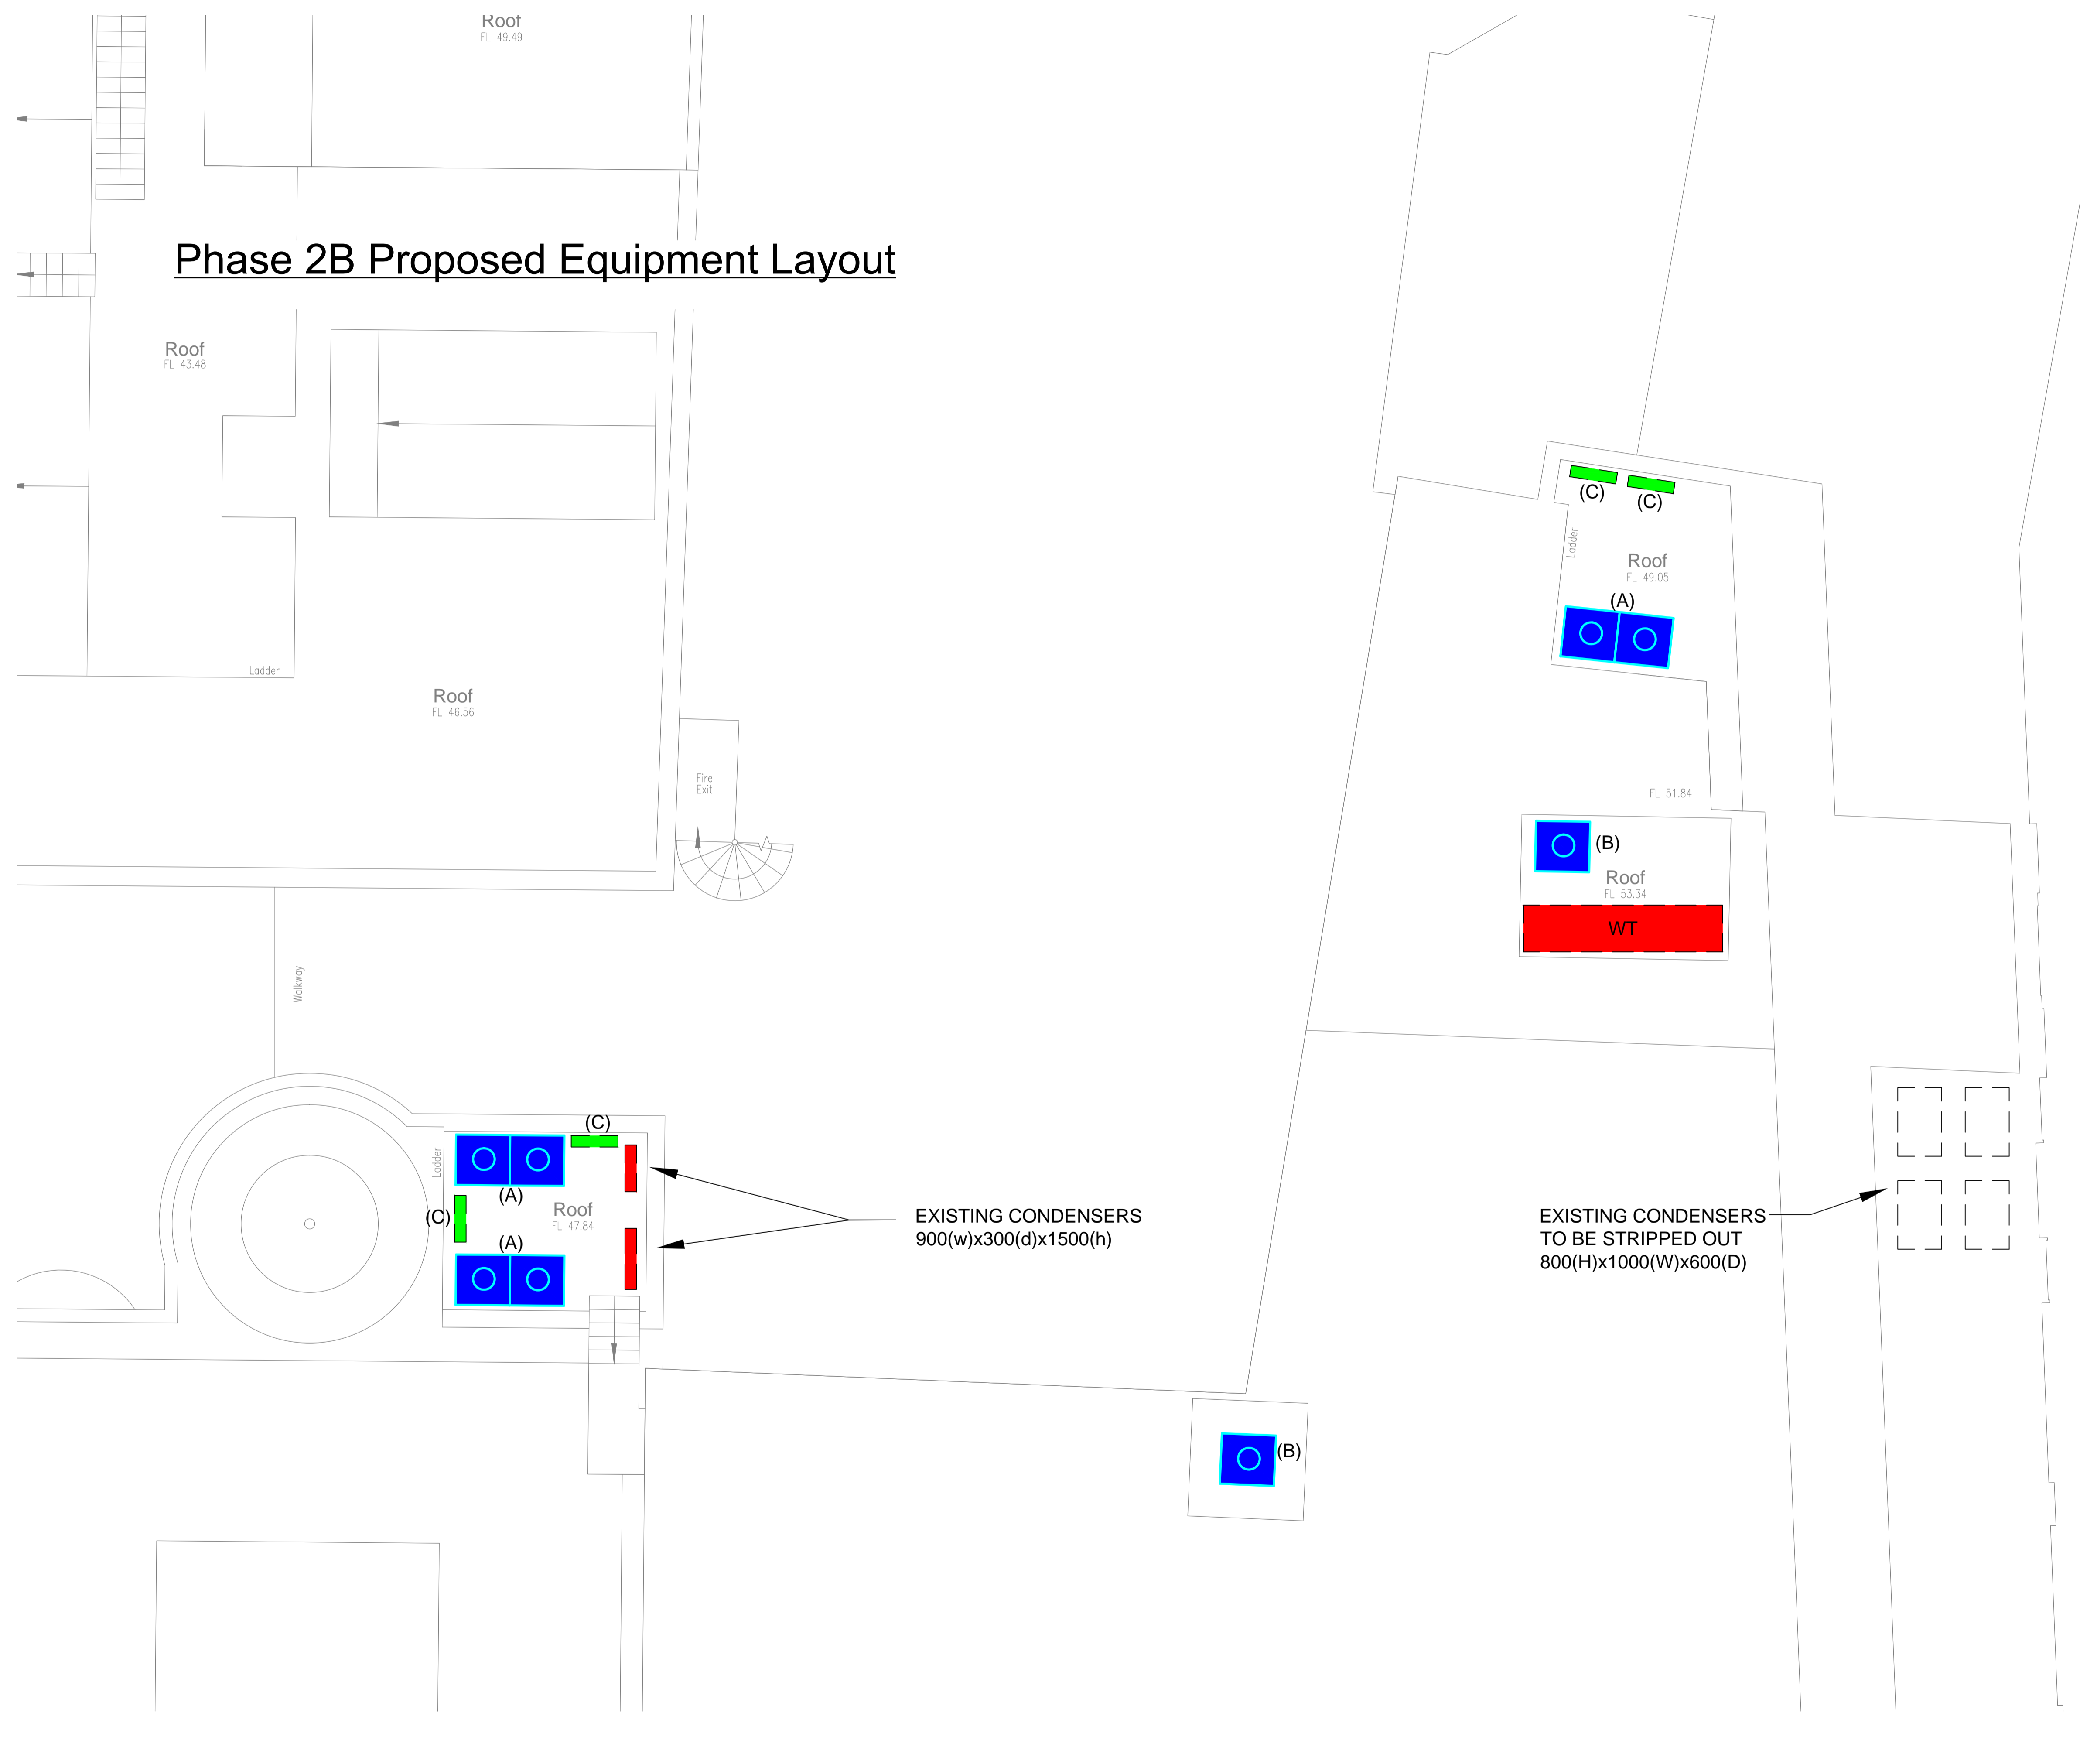 Roof
FL 49.49
Phase 2B Proposed Equipment Layout
Roof
FL 43.48
(C)
(C)
Ladder
Roof
FL 49.05
(A)
Ladder
Roof
FL 46.56
Fire
Exit
FL 51.84
(B)
Roof
FL 53.34
WT
Walkway
(C)
Ladder
(A)
(C)
Roof
FL 47.84
(A)
EXISTING CONDENSERS
900(w)x300(d)x1500(h)
EXISTING CONDENSERS
TO BE STRIPPED OUT
800(H)x1000(W)x600(D)
(B)